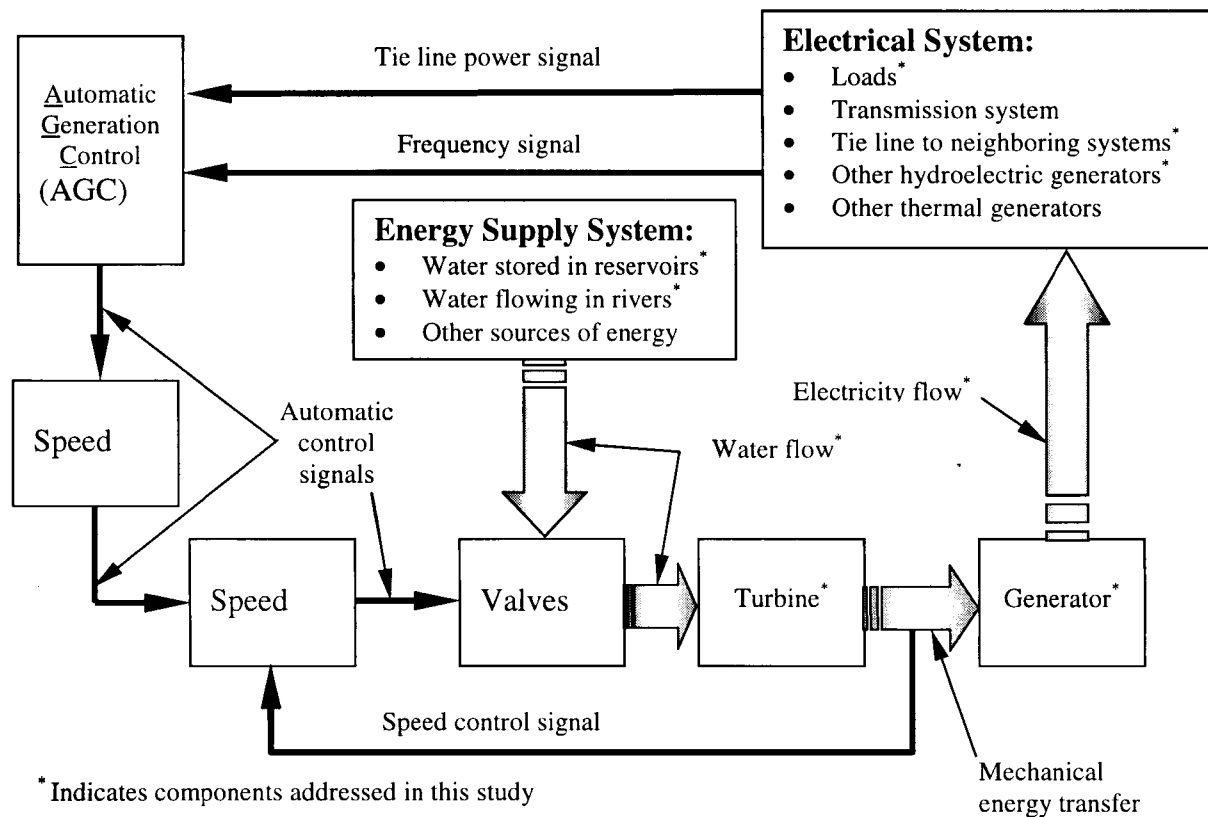 Automatic
Generation
Control
(AGC)
Tie line power signal
Frequency signal
Electrical System:
• Loads*
• Transmission system
• Tie line to neighboring systems*
• Other hydroelectric generators*
• Other thermal generators
Energy Supply System:
• Water stored in reservoirs*
• Water flowing in rivers*
• Other sources of energy
Speed
Automatic
control
signals
Water flow*
Electricity flow*
Speed
Valves
Turbine*
Generator*
Speed control signal
Mechanical
energy transfer
* Indicates components addressed in this study